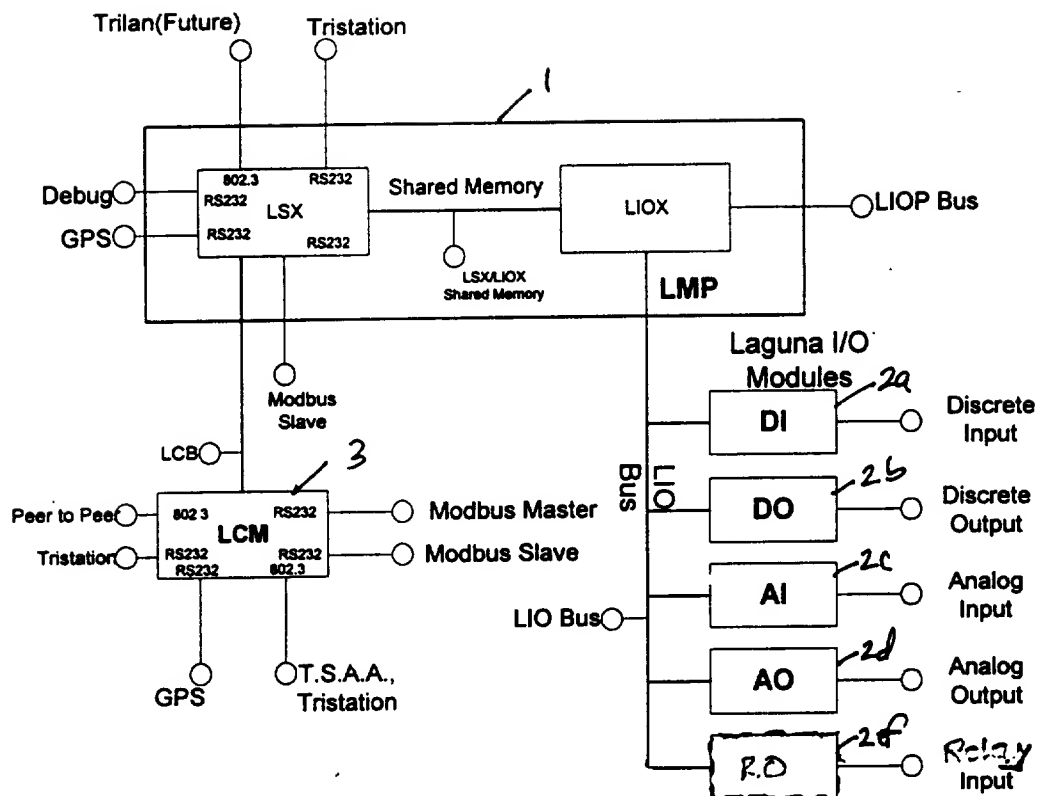 Trilan(Future)
Tristation
1
802.3
RS232
Debug
RS232
LSX
Shared Memory
LIOX
LIOP Bus
GPS
RS232
RS232
LSX/LIOX
Shared Memory
LMP
Modbus
Slave
Laguna I/O
Modules
2a
DI
Discrete
Input
LCB
3
LIO
Bus
2b
DO
Discrete
Output
Peer to Peer
802 3
RS232
Modbus Master
LCM
Tristation
RS232
RS232
Modbus Slave
RS232
802.3
2c
AI
Analog
Input
LIO Bus
GPS
T.S.A.A.,
Tristation
2d
AO
Analog
Output
2f
R.O
Relay
Input